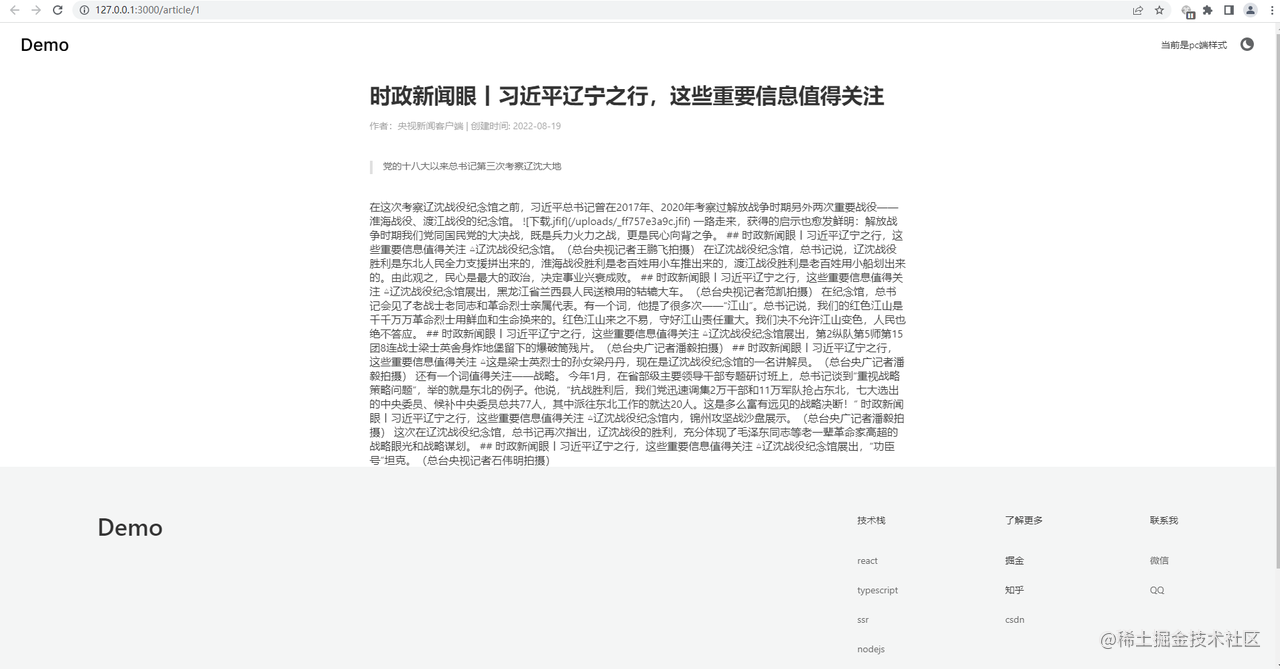 127.0.0.1:3000/article/1
Demo
当前是pc端样式
时政新闻眼丨习近平辽宁之行，这些重要信息值得关注
作者：央视新闻客户端 | 创建时间: 2022-08-19
党的十八大以来总书记第三次考察辽沈大地
在这次考察辽沈战役纪念馆之前，习近平总书记曾在2017年、2020年考察过解放战争时期另外两次重要战役——
淮海战役、渡江战役的纪念馆。 ![下载.jfif](/uploads/_ff757e3a9c.jfif) 一路走来，获得的启示也愈发鲜明：解放战
争时期我们党同国民党的大决战，既是兵力火力之战，更是民心向背之争。 ## 时政新闻眼丨习近平辽宁之行，这
些重要信息值得关注 △辽沈战役纪念馆。（总台央视记者王鹏飞拍摄） 在辽沈战役纪念馆，总书记说，辽沈战役
胜利是东北人民全力支援拼出来的，淮海战役胜利是老百姓用小车推出来的，渡江战役胜利是老百姓用小船划出来
的。由此观之，民心是最大的政治，决定事业兴衰成败。 ## 时政新闻眼丨习近平辽宁之行，这些重要信息值得关
注 △辽沈战役纪念馆展出，黑龙江省兰西县人民送粮用的轱辘大车。（总台央视记者范凯拍摄） 在纪念馆，总书
记会见了老战士老同志和革命烈士亲属代表。有一个词，他提了很多次——“江山”。总书记说，我们的红色江山是
千千万万革命烈士用鲜血和生命换来的。红色江山来之不易，守好江山责任重大。我们决不允许江山变色，人民也
绝不答应。 ## 时政新闻眼丨习近平辽宁之行，这些重要信息值得关注 △辽沈战役纪念馆展出，第2纵队第5师第15
团8连战士梁士英舍身炸地堡留下的爆破筒残片。（总台央广记者潘毅拍摄） ## 时政新闻眼丨习近平辽宁之行，
这些重要信息值得关注 △这是梁士英烈士的孙女梁丹丹，现在是辽沈战役纪念馆的一名讲解员。（总台央广记者潘
毅拍摄） 还有一个词值得关注——战略。 今年1月，在省部级主要领导干部专题研讨班上，总书记谈到“重视战略
策略问题”，举的就是东北的例子。他说，“抗战胜利后，我们党迅速调集2万干部和11万军队抢占东北，七大选出
的中央委员、候补中央委员总共77人，其中派往东北工作的就达20人。这是多么富有远见的战略决断！” 时政新闻
眼丨习近平辽宁之行，这些重要信息值得关注 △辽沈战役纪念馆内，锦州攻坚战沙盘展示。（总台央广记者潘毅拍
摄） 这次在辽沈战役纪念馆，总书记再次指出，辽沈战役的胜利，充分体现了毛泽东同志等老一辈革命家高超的
战略眼光和战略谋划。 ## 时政新闻眼丨习近平辽宁之行，这些重要信息值得关注 △辽沈战役纪念馆展出，“功臣
号”坦克。（总台央视记者石伟明拍摄）
Demo
技术栈
react
typescript
ssr
nodejs
了解更多
掘金
知乎
csdn
联系我
微信
QQ
@稀土掘金技术社区